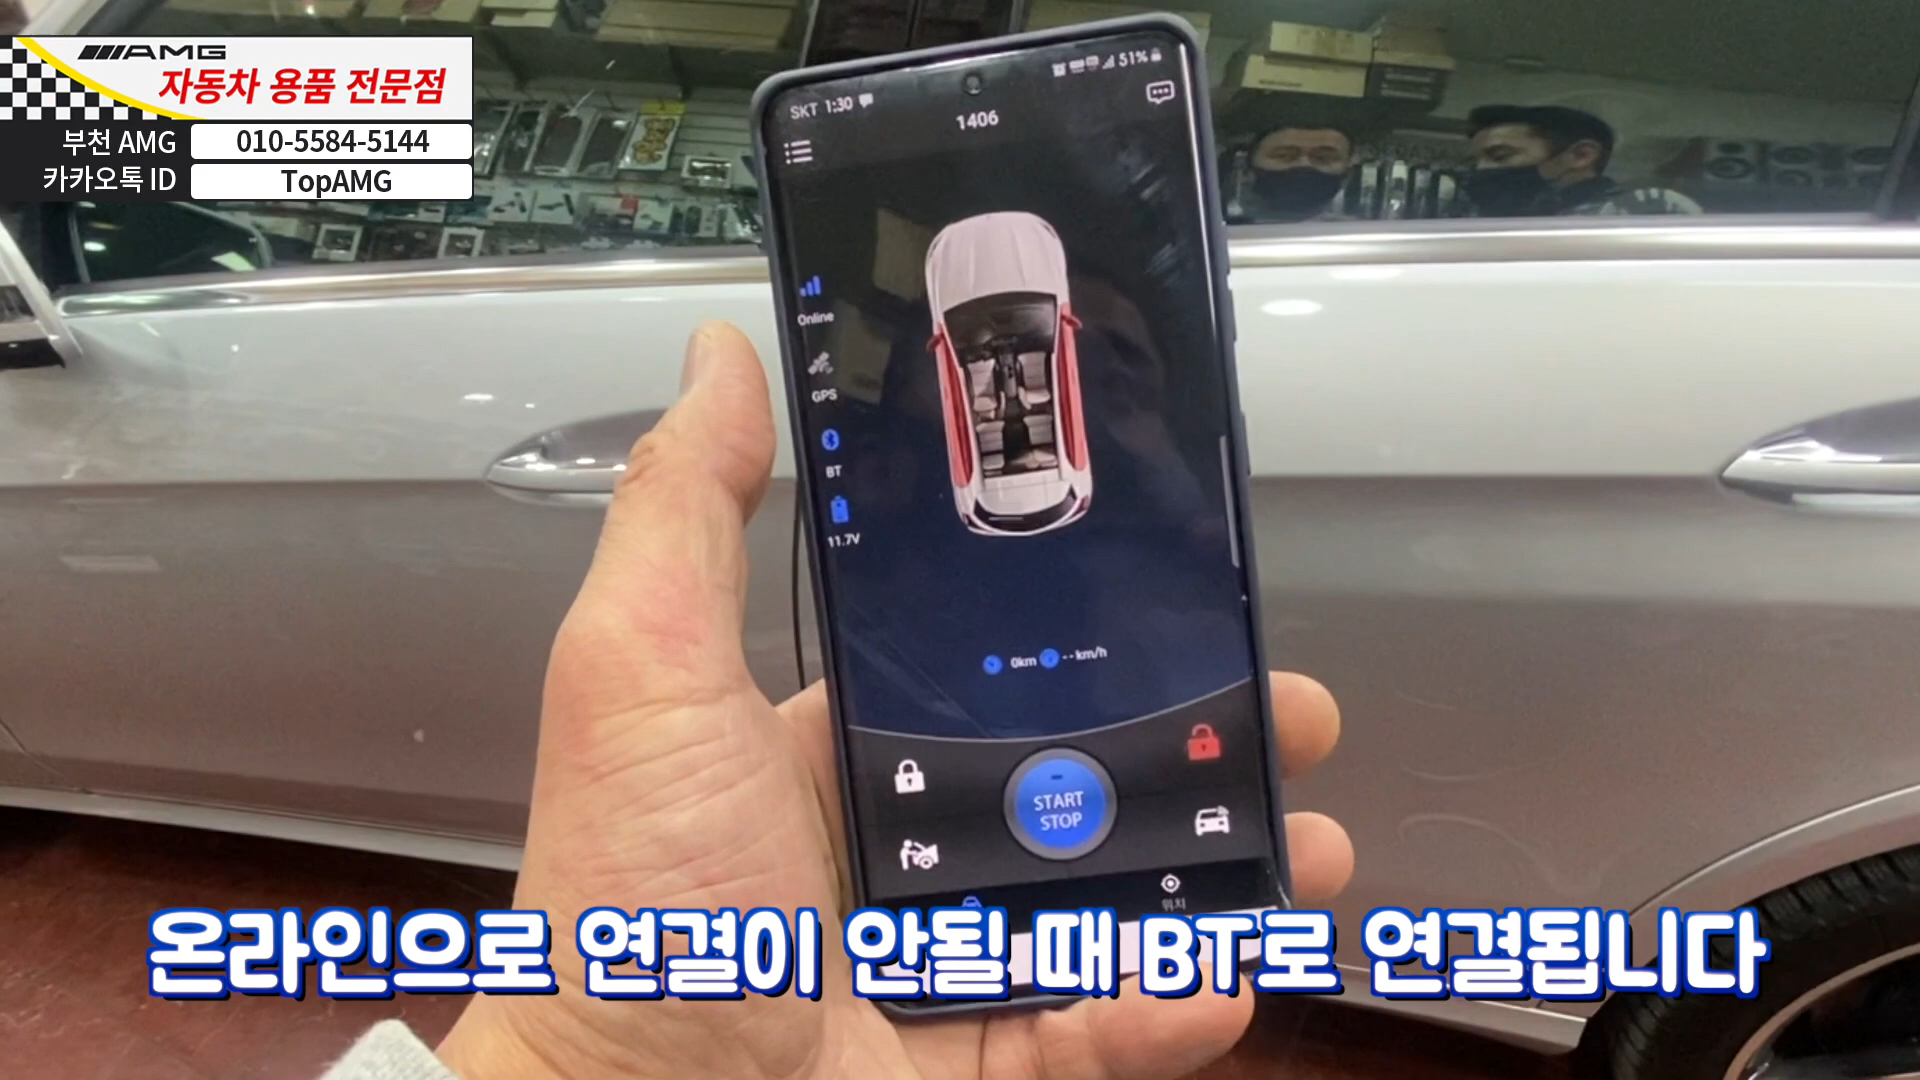 AMG
자동차 용품 전문점
부천 AMG 010-5584-5144
카카오톡 ID TopAMG
SKT 1:30 51%
1406
Online
GPS
BT
11.7V
0km --km/h
START
STOP
위치
온라인으로 연결이 안될 때 BT로 연결됩니다